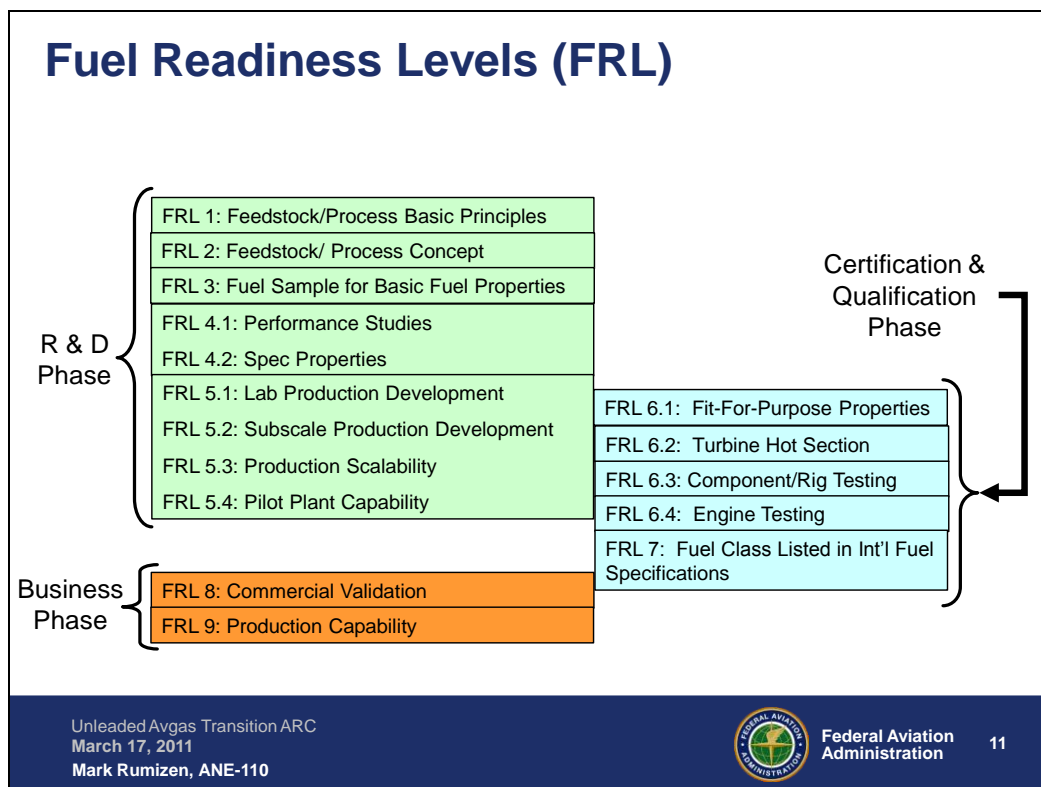 Fuel Readiness Levels (FRL)
R & D
Phase
FRL 1: Feedstock/Process Basic Principles
FRL 2: Feedstock/ Process Concept
FRL 3: Fuel Sample for Basic Fuel Properties
FRL 4.1: Performance Studies
FRL 4.2: Spec Properties
FRL 5.1: Lab Production Development
FRL 5.2: Subscale Production Development
FRL 5.3: Production Scalability
FRL 5.4: Pilot Plant Capability
Certification &
Qualification
Phase
FRL 6.1: Fit-For-Purpose Properties
FRL 6.2: Turbine Hot Section
FRL 6.3: Component/Rig Testing
FRL 6.4: Engine Testing
FRL 7: Fuel Class Listed in Int'l Fuel
Specifications
Business
Phase
FRL 8: Commercial Validation
FRL 9: Production Capability
Unleaded Avgas Transition ARC
March 17, 2011
Mark Rumizen, ANE-110
FEDERAL AVIATION
ADMINISTRATION
Federal Aviation
Administration
11